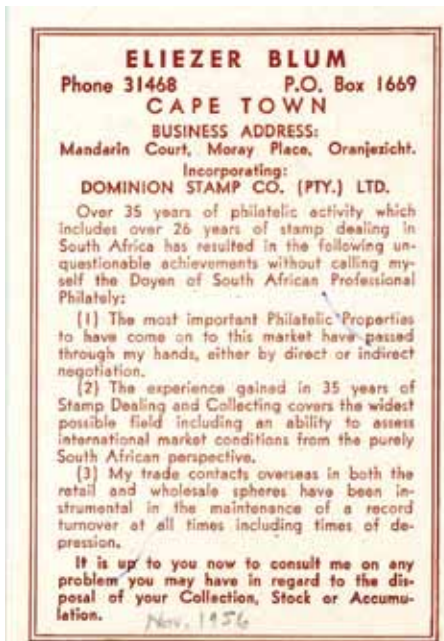 ELIEZER BLUM
Phone 31468 P.O. Box 1669
CAPE TOWN
BUSINESS ADDRESS:
Mandarin Court, Moray Place, Oranjezicht.
Incorporating:
DOMINION STAMP CO. (PTY.) LTD.
Over 35 years of philatelic activity which
includes over 26 years of stamp dealing in
South Africa has resulted in the following un-
questionable achievements without calling my-
self the Doyen of South African Professional
Philately:
(1) The most important Philatelic Properties
to have come on to this market have passed
through my hands, either by direct or indirect
negotiation.
(2) The experience gained in 35 years of
Stamp Dealing and Collecting covers the widest
possible field including an ability to assess
international market conditions from the purely
South African perspective.
(3) My trade contacts overseas in both the
retail and wholesale spheres have been in-
strumental in the maintenance of a record
turnover at all times including times of de-
pression.
It is up to you now to consult me on any
problem you may have in regard to the dis-
posal of your Collection, Stock or Accumu-
lation.
Nov. 1956